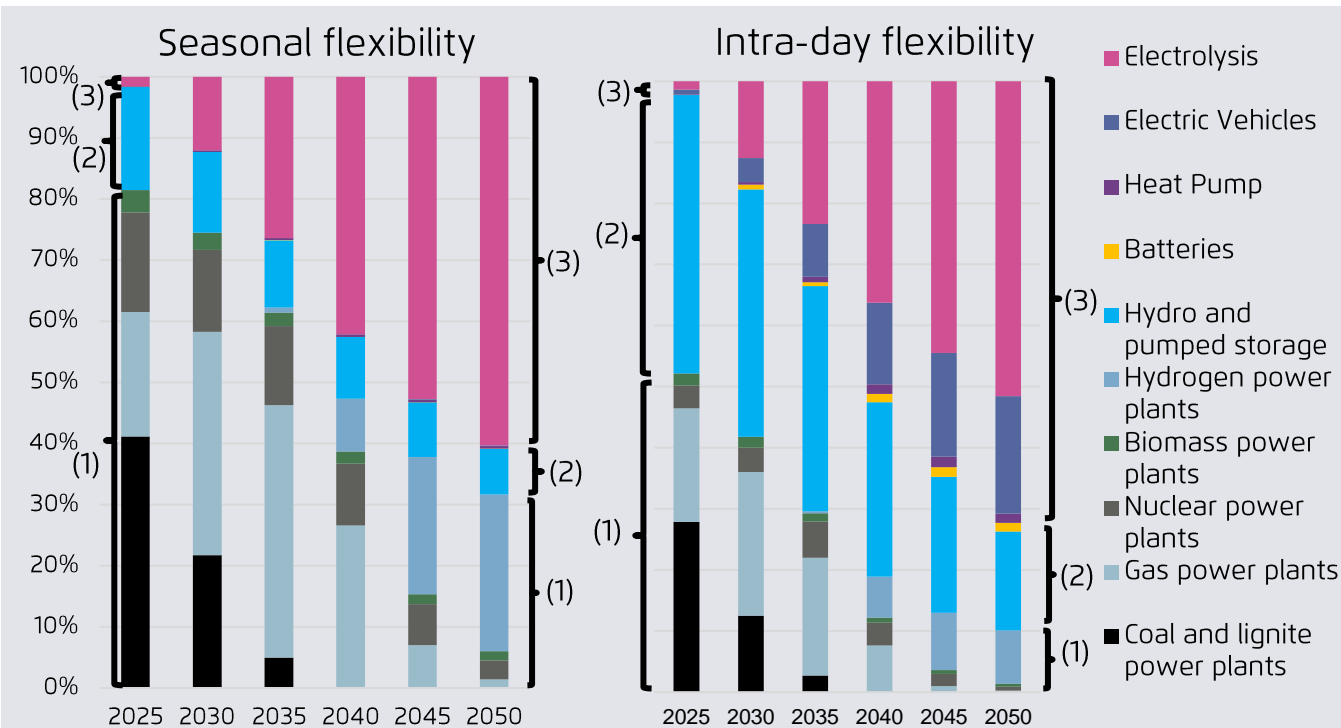 Seasonal flexibility
100%
90%
80%
70%
60%
50%
40%
30%
20%
10%
0%
(3)
(2)
(1)
(3)
(2)
(1)
2025 2030 2035 2040 2045 2050
Intra-day flexibility
(3)
(2)
(1)
(3)
(2)
(1)
2025 2030 2035 2040 2045 2050
Electrolysis
Electric Vehicles
Heat Pump
Batteries
Hydro and
pumped storage
Hydrogen power
plants
Biomass power
plants
Nuclear power
plants
Gas power plants
Coal and lignite
power plants